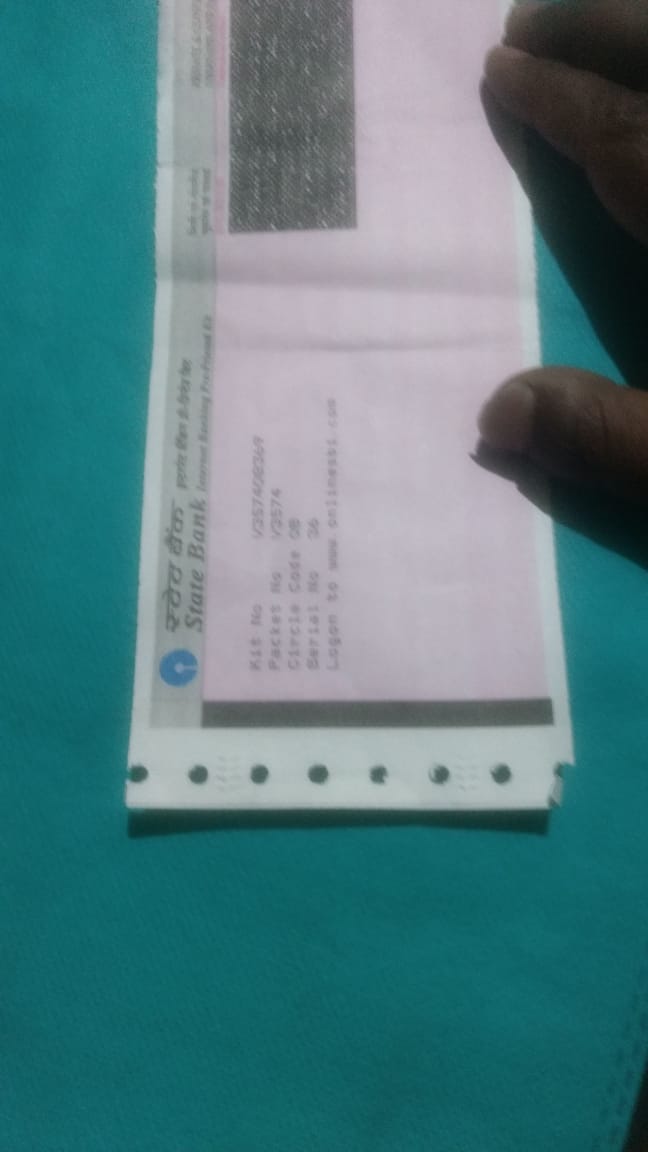 स्टेट बैंक इन्टरनेट बैंकिंग प्री-प्रिंटेड किट
State Bank Internet Banking Pre-Printed Kit
Kit No V357408369
Packet No V3574
Circle Code 08
Serial No 36
Logon to www.onlinesbi.com